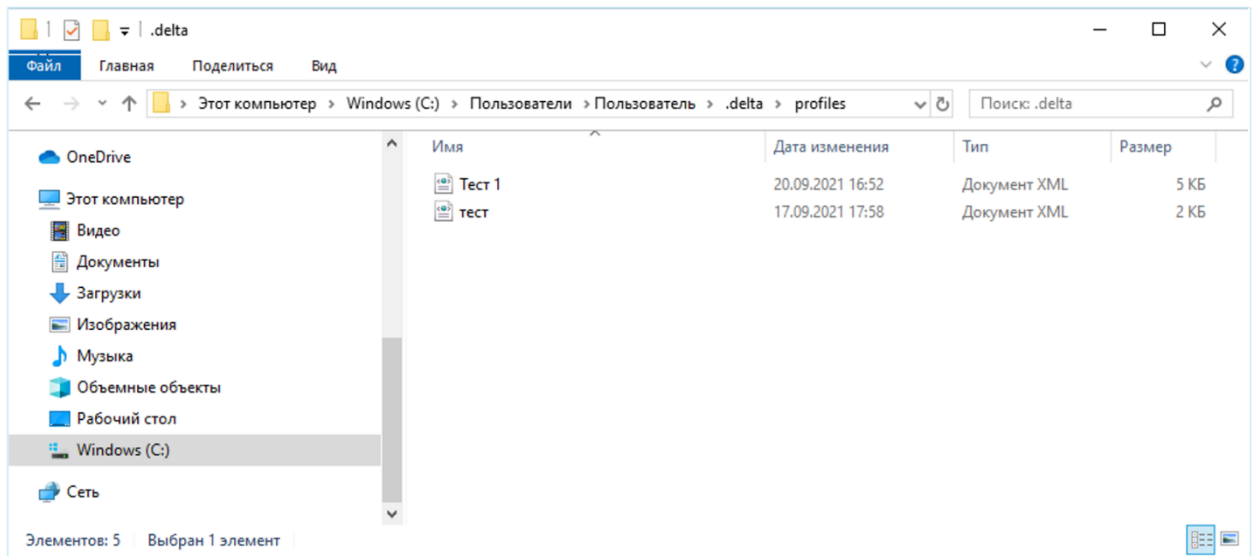 .delta
Файл Главная Поделиться Вид
Этот компьютер > Windows (C:) > Пользователи > Пользователь > .delta > profiles Поиск: .delta
Имя Дата изменения Тип Размер
OneDrive
Этот компьютер
Видео
Документы
Загрузки
Изображения
Музыка
Объемные объекты
Рабочий стол
Windows (C:)
Сеть
Тест 1 20.09.2021 16:52 Документ XML 5 КБ
тест 17.09.2021 17:58 Документ XML 2 КБ
Элементов: 5 Выбран 1 элемент